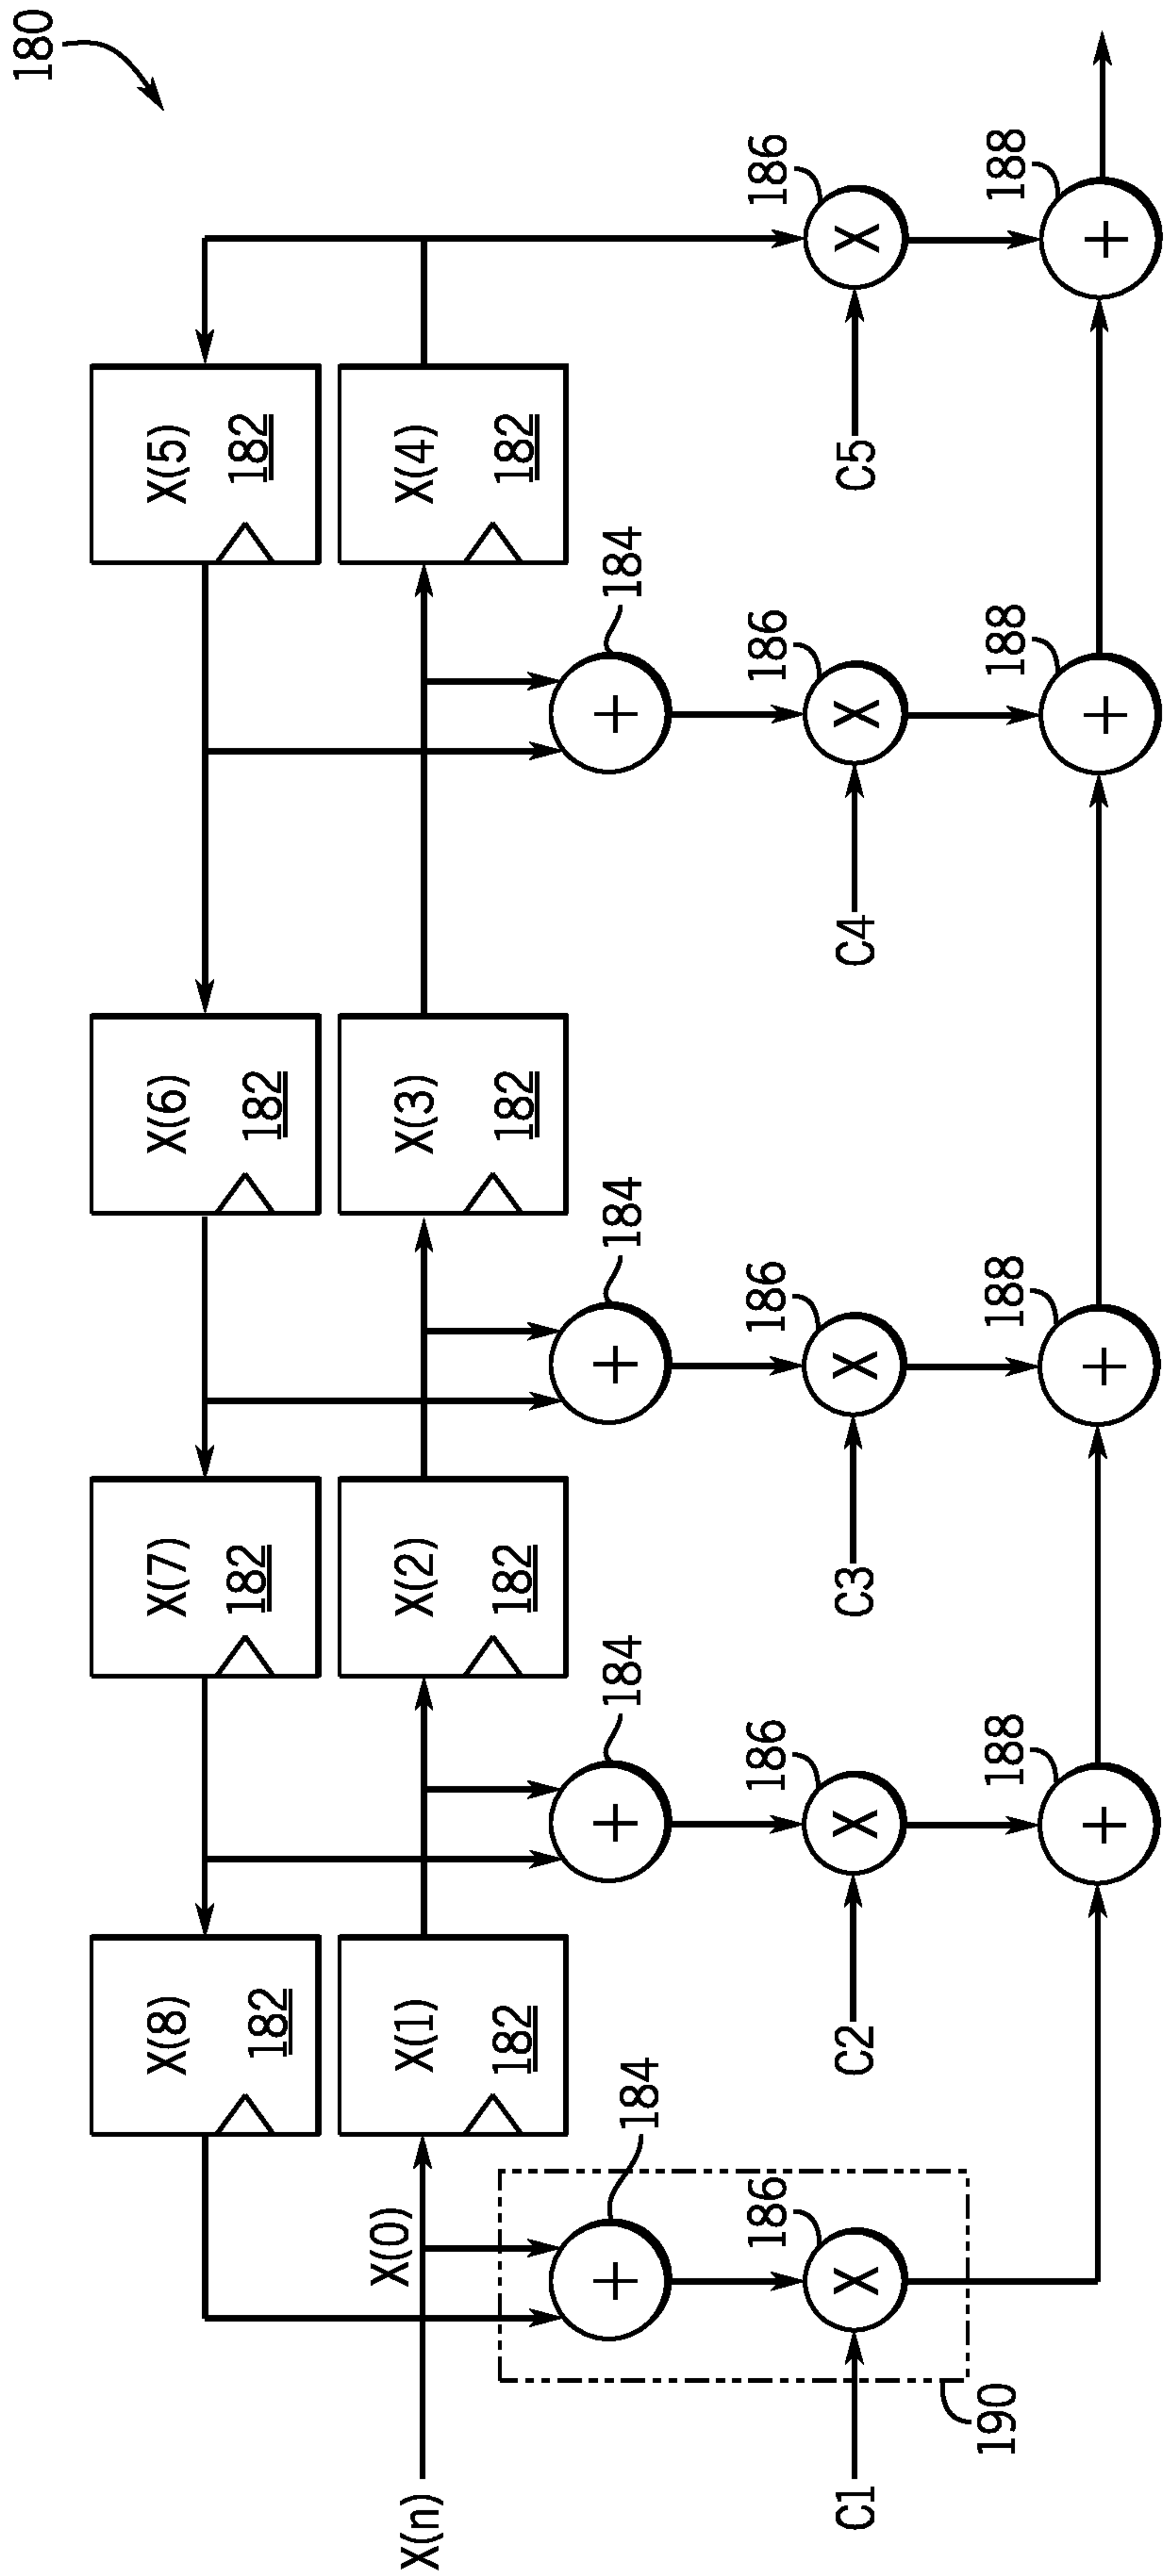 180
X(8)
182
X(7)
182
X(6)
182
X(5)
182
X(0)
X(n)
X(1)
182
X(2)
182
X(3)
182
X(4)
182
184
184
184
184
186
186
186
186
186
C1
C2
C3
C4
C5
190
188
188
188
188
+
+
+
+
X
X
X
X
X
+
+
+
+